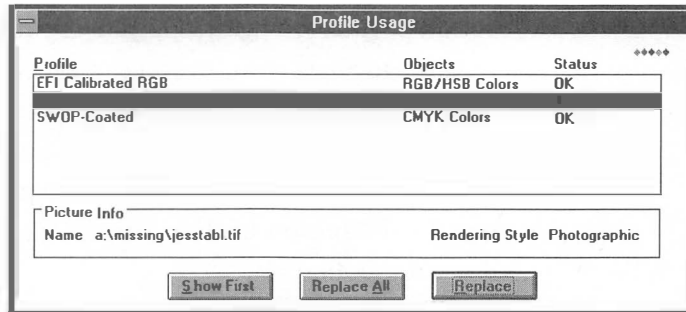 Profile Usage
Profile Objects Status
EFI Calibrated RGB RGB/HSB Colors OK
SWOP-Coated CMYK Colors OK
Picture Info
Name a:\missing\jesstabl.tif Rendering Style Photographic
Show First Replace All Replace